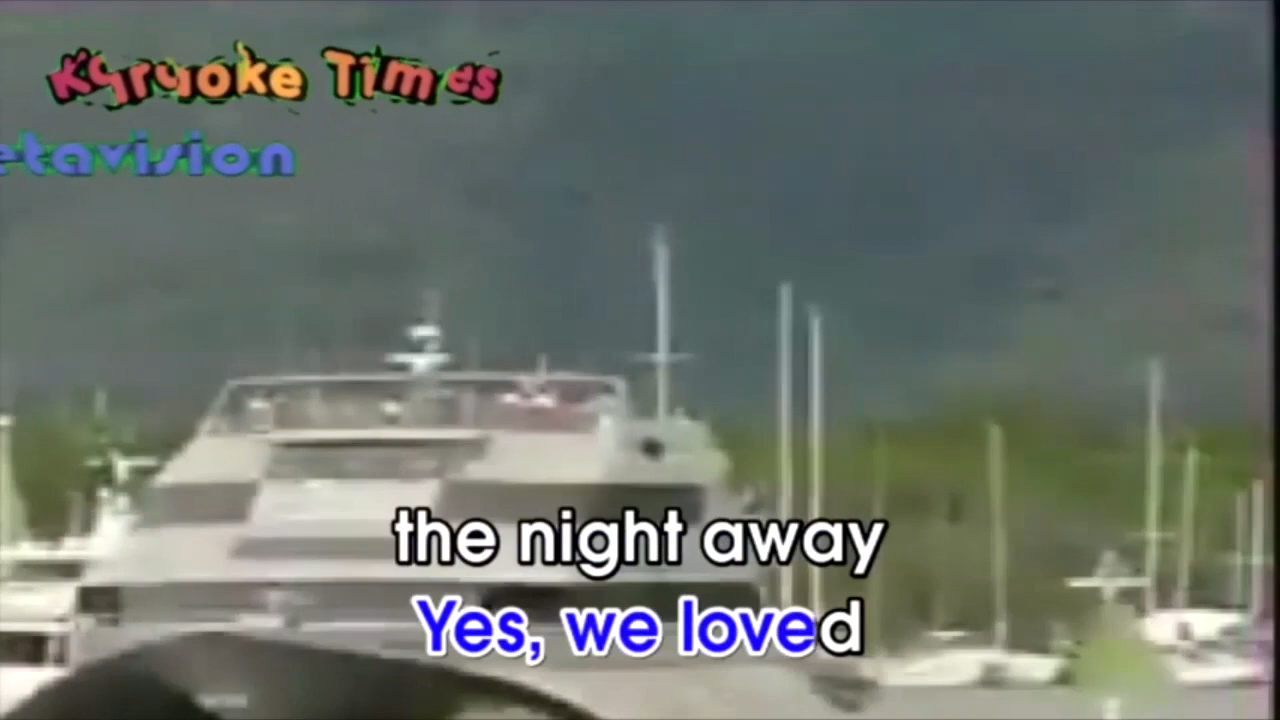 Karaoke Times
etavision
the night away
Yes, we loved